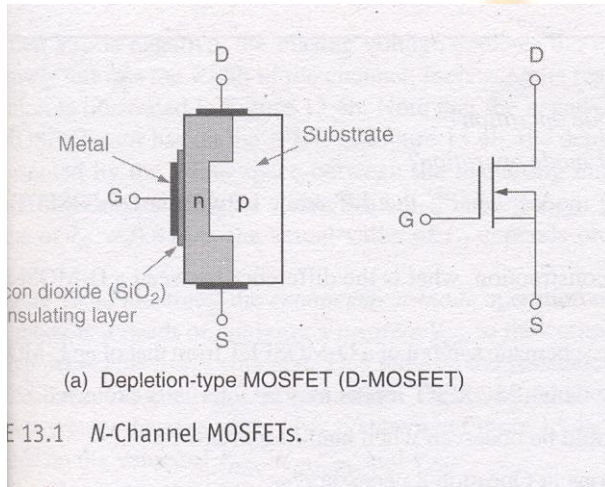 D
D
Metal
Substrate
n
p
G
G
con dioxide (SiO₂)
nsulating layer
S
S
(a) Depletion-type MOSFET (D-MOSFET)
E 13.1 N-Channel MOSFETs.